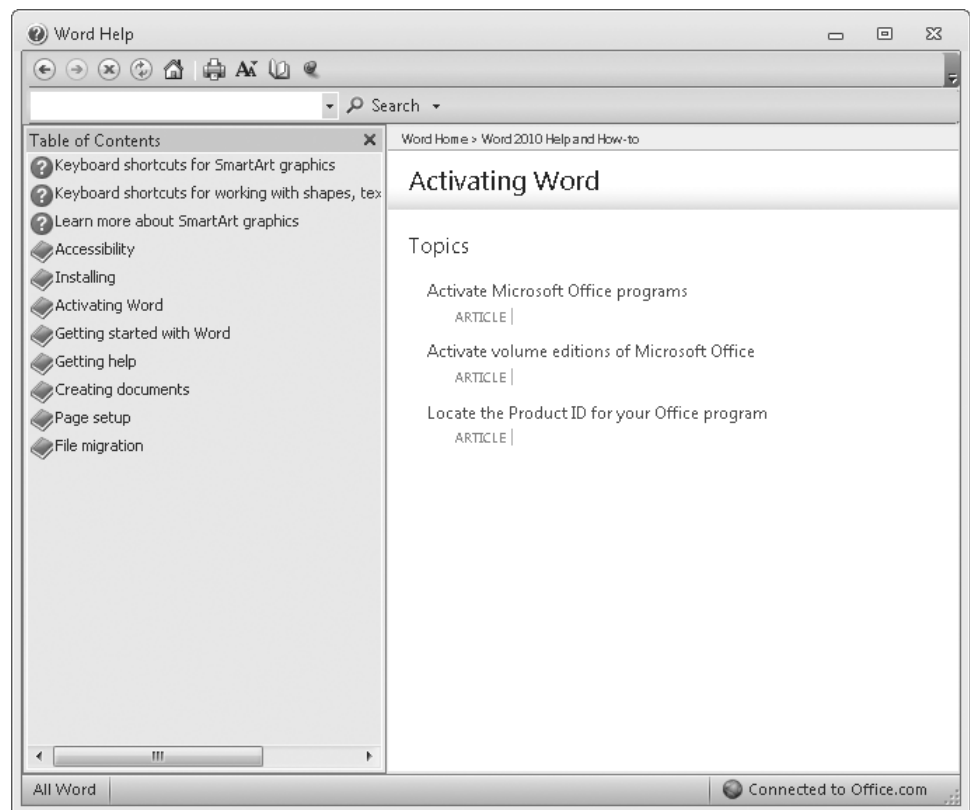 Word Help
Search
Table of Contents
Keyboard shortcuts for SmartArt graphics
Keyboard shortcuts for working with shapes, tex
Learn more about SmartArt graphics
Accessibility
Installing
Activating Word
Getting started with Word
Getting help
Creating documents
Page setup
File migration
Word Home > Word 2010 Help and How-to
Activating Word
Topics
Activate Microsoft Office programs
ARTICLE |
Activate volume editions of Microsoft Office
ARTICLE |
Locate the Product ID for your Office program
ARTICLE |
All Word
Connected to Office.com